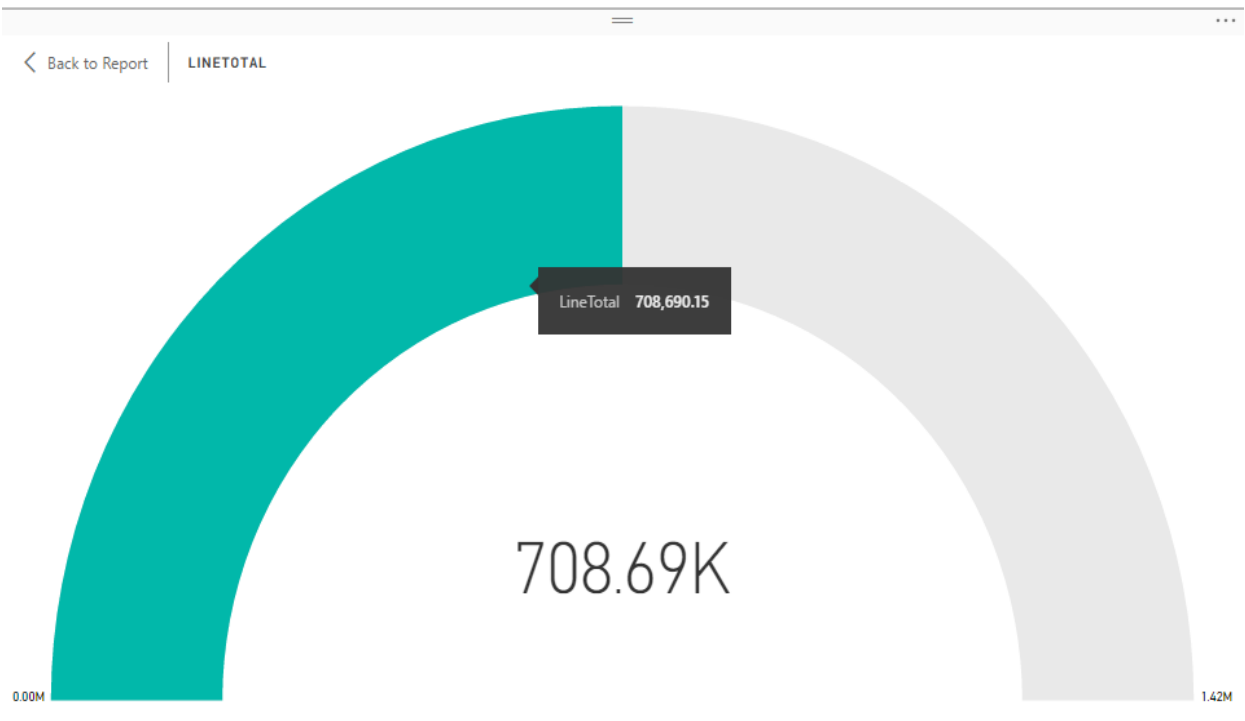 Back to Report
LINETOTAL
LineTotal 708,690.15
708.69K
0.00M
1.42M